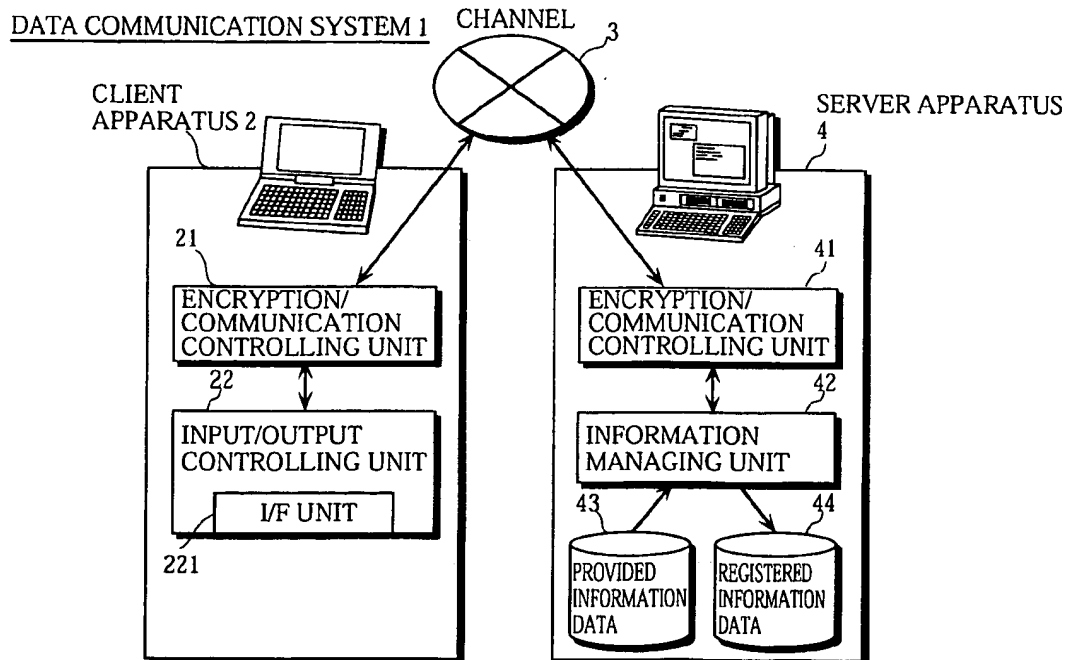 DATA COMMUNICATION SYSTEM 1
CHANNEL
3
CLIENT
APPARATUS 2
SERVER APPARATUS
4
21
ENCRYPTION/
COMMUNICATION
CONTROLLING UNIT
22
INPUT/OUTPUT
CONTROLLING UNIT
I/F UNIT
221
41
ENCRYPTION/
COMMUNICATION
CONTROLLING UNIT
42
INFORMATION
MANAGING UNIT
43
PROVIDED
INFORMATION
DATA
44
REGISTERED
INFORMATION
DATA